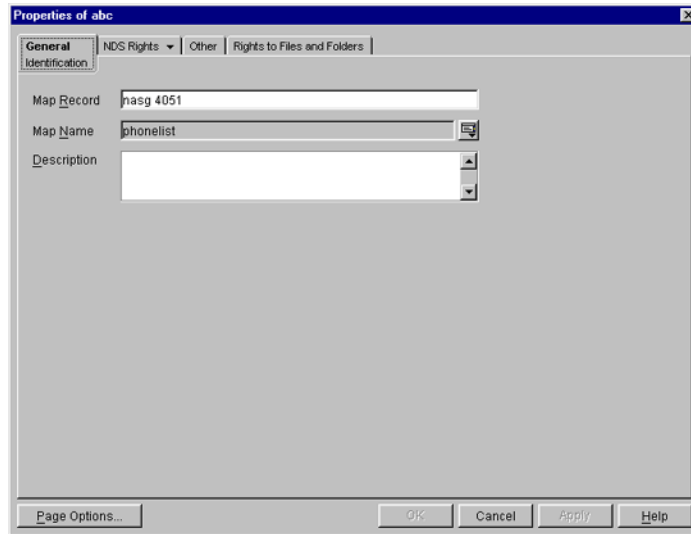 Properties of abc
General NDS Rights Other Rights to Files and Folders
Identification
Map Record nasg 4051
Map Name phonelist
Description
Page Options... OK Cancel Apply Help